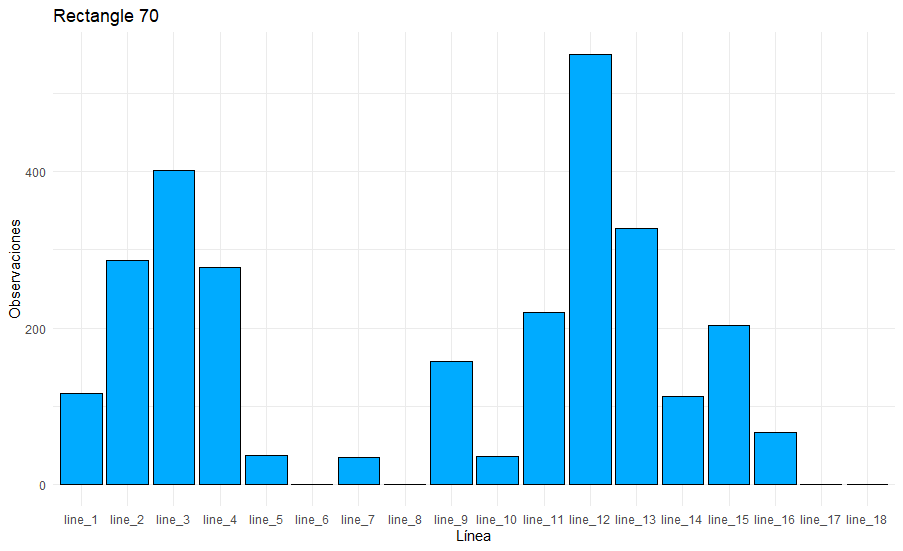 Rectangle 70
Observaciones
400
200
0
line_1 line_2 line_3 line_4 line_5 line_6 line_7 line_8 line_9 line_10 line_11 line_12 line_13 line_14 line_15 line_16 line_17 line_18
Línea